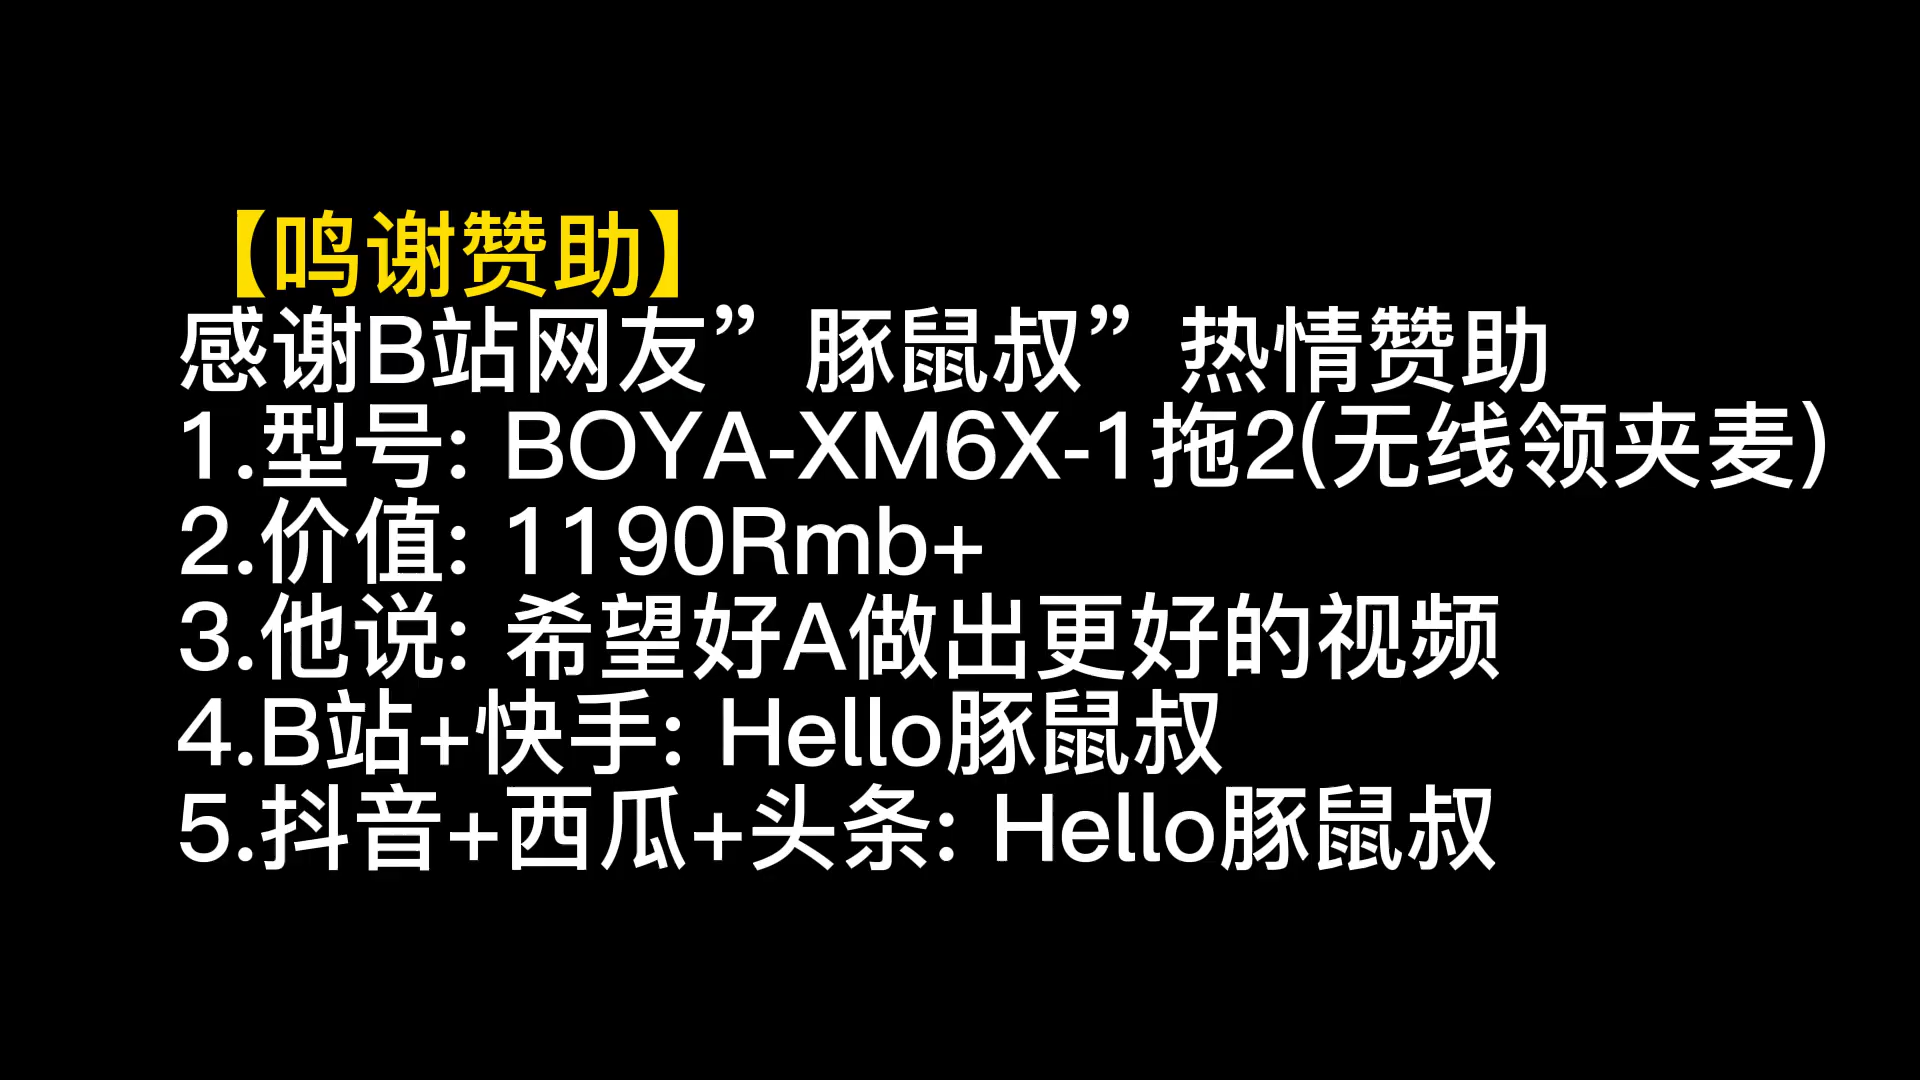 【鸣谢赞助】
感谢B站网友”豚鼠叔”热情赞助
1.型号: BOYA-XM6X-1拖2(无线领夹麦)
2.价值: 1190Rmb+
3.他说: 希望好A做出更好的视频
4.B站+快手: Hello豚鼠叔
5.抖音+西瓜+头条: Hello豚鼠叔